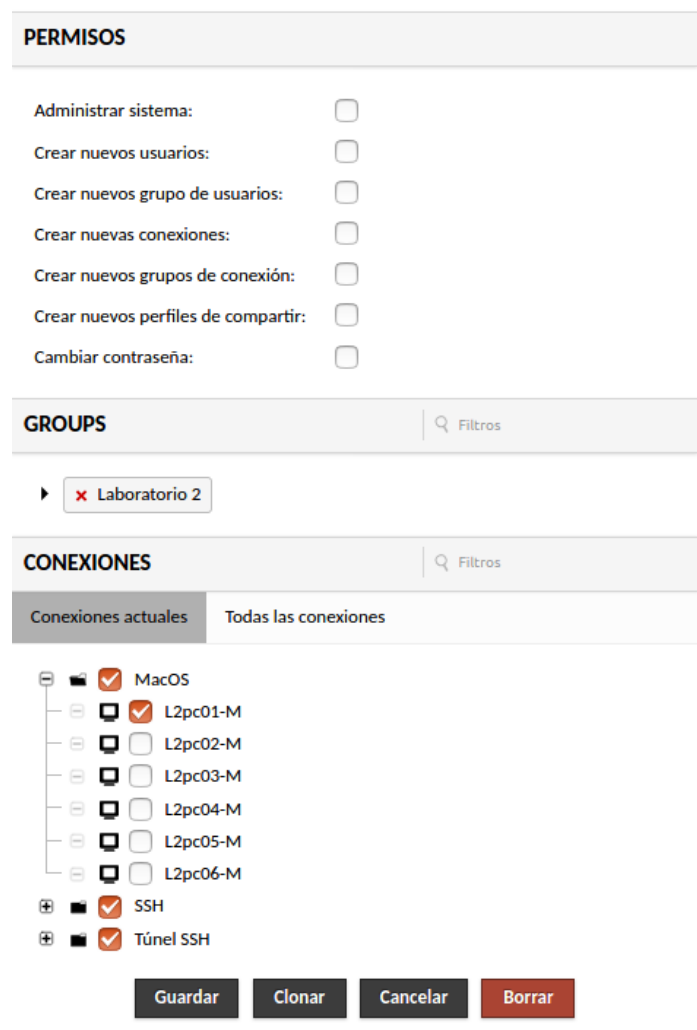 PERMISOS
Administrar sistema:
Crear nuevos usuarios:
Crear nuevos grupo de usuarios:
Crear nuevas conexiones:
Crear nuevos grupos de conexión:
Crear nuevos perfiles de compartir:
Cambiar contraseña:
GROUPS Filtros
Laboratorio 2
CONEXIONES Filtros
Conexiones actuales Todas las conexiones
MacOS
L2pc01-M
L2pc02-M
L2pc03-M
L2pc04-M
L2pc05-M
L2pc06-M
SSH
Túnel SSH
Guardar Clonar Cancelar Borrar